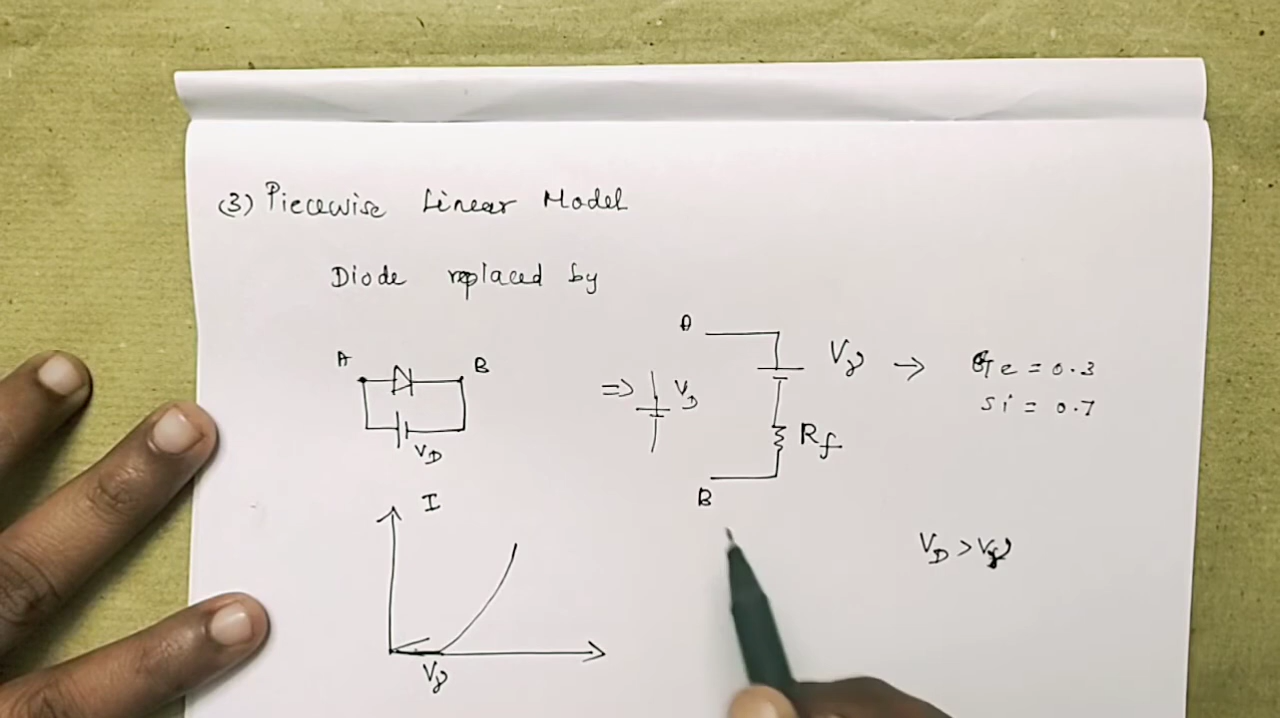 (3) Piecewise Linear Model
Diode replaced by
A
Vγ → Ge = 0.3
A B
⇒ VD
Si = 0.7
Rf
VD
B
I
VD > Vγ
Vγ